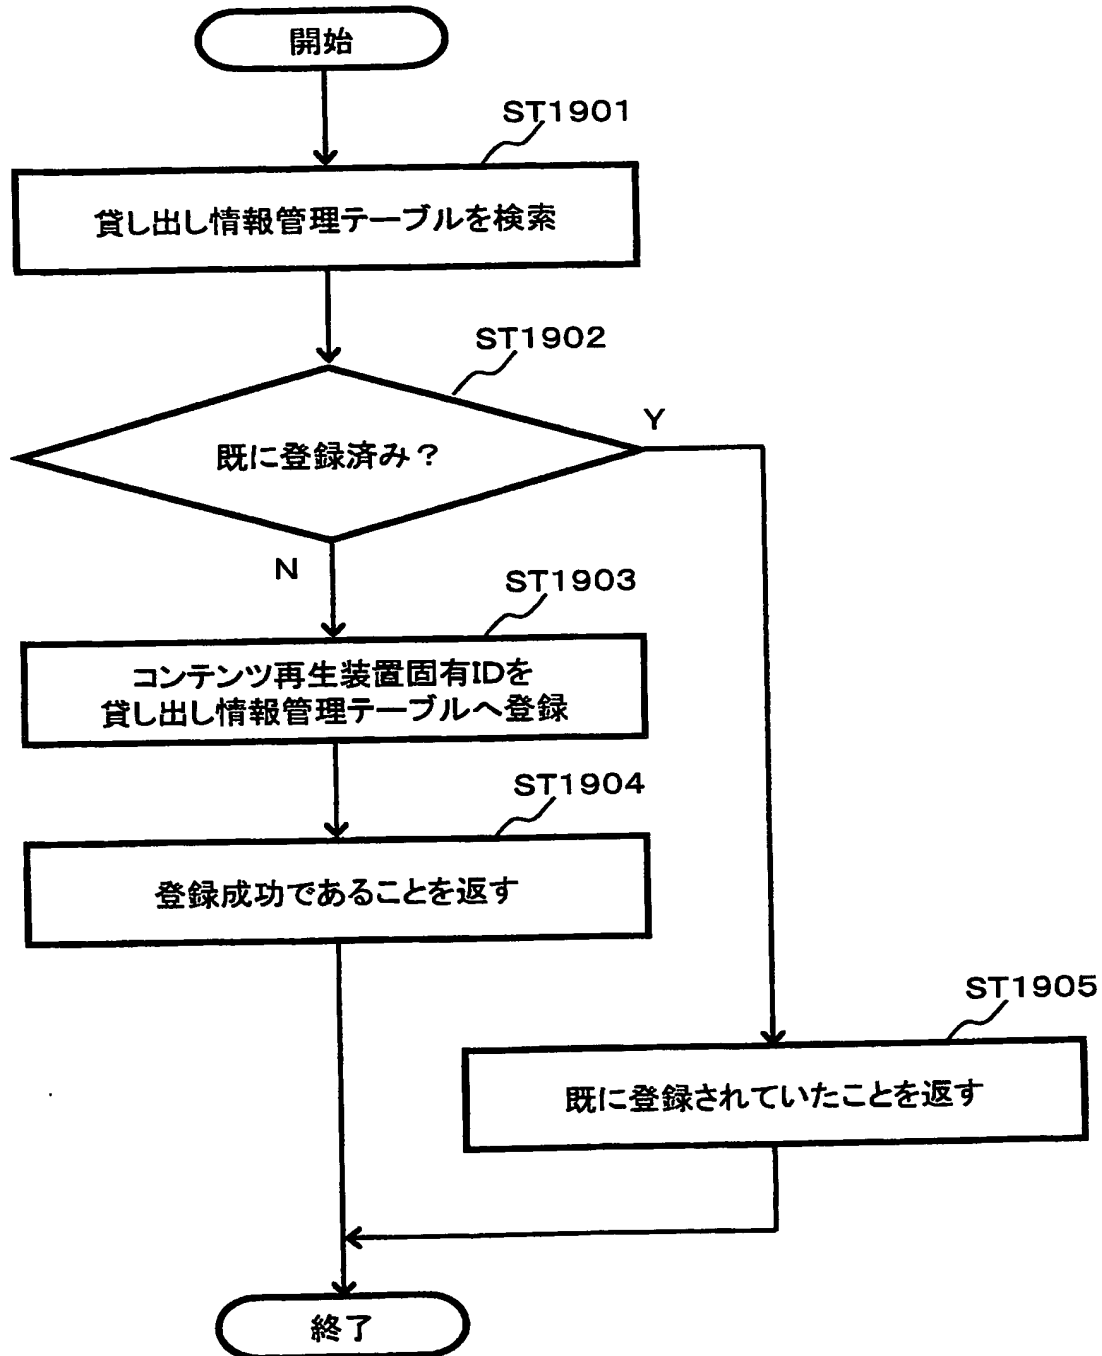 開始
ST1901
貸し出し情報管理テーブルを検索
ST1902
既に登録済み？
Y
N
ST1903
コンテンツ再生装置固有IDを
貸し出し情報管理テーブルへ登録
ST1904
登録成功であることを返す
ST1905
既に登録されていたことを返す
終了